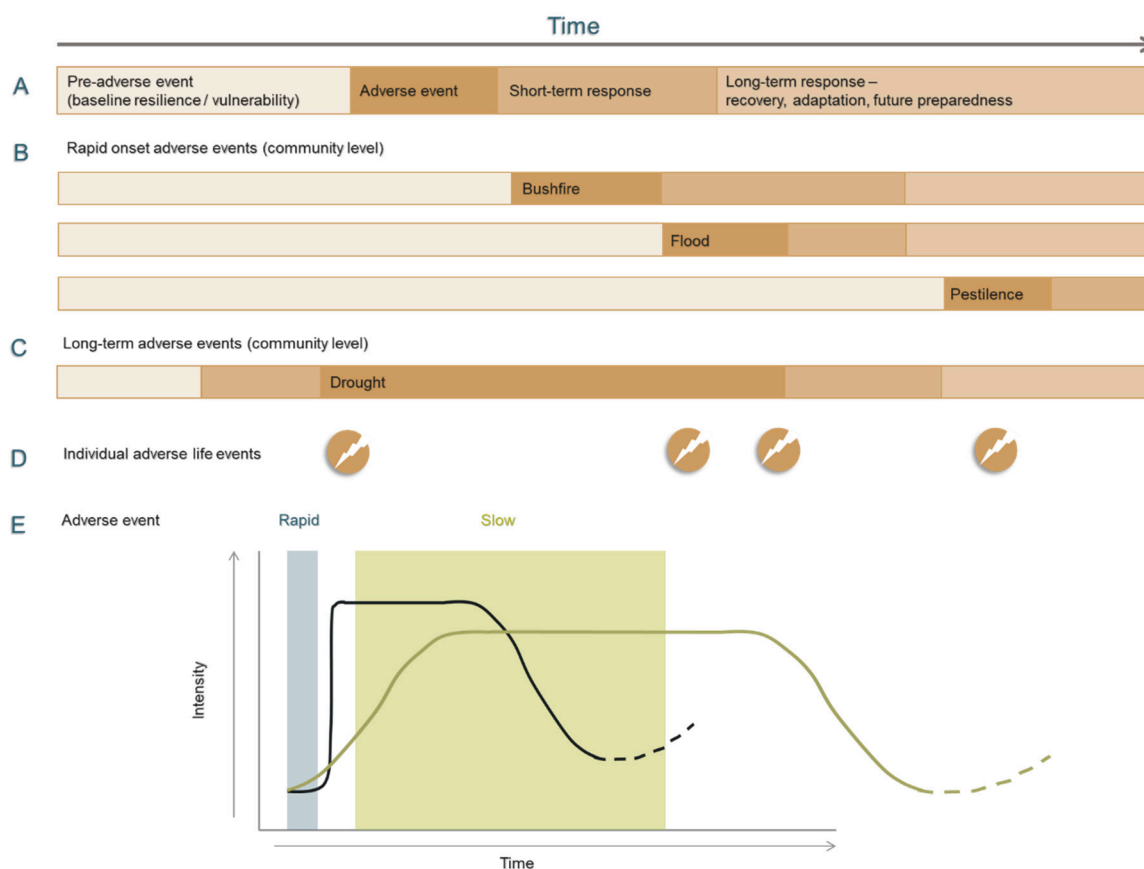 Time
A
Pre-adverse event
(baseline resilience / vulnerability)
Adverse event
Short-term response
Long-term response –
recovery, adaptation, future preparedness
B
Rapid onset adverse events (community level)
Bushfire
Flood
Pestilence
C
Long-term adverse events (community level)
Drought
D
Individual adverse life events
E
Adverse event
Rapid
Slow
Intensity
Time